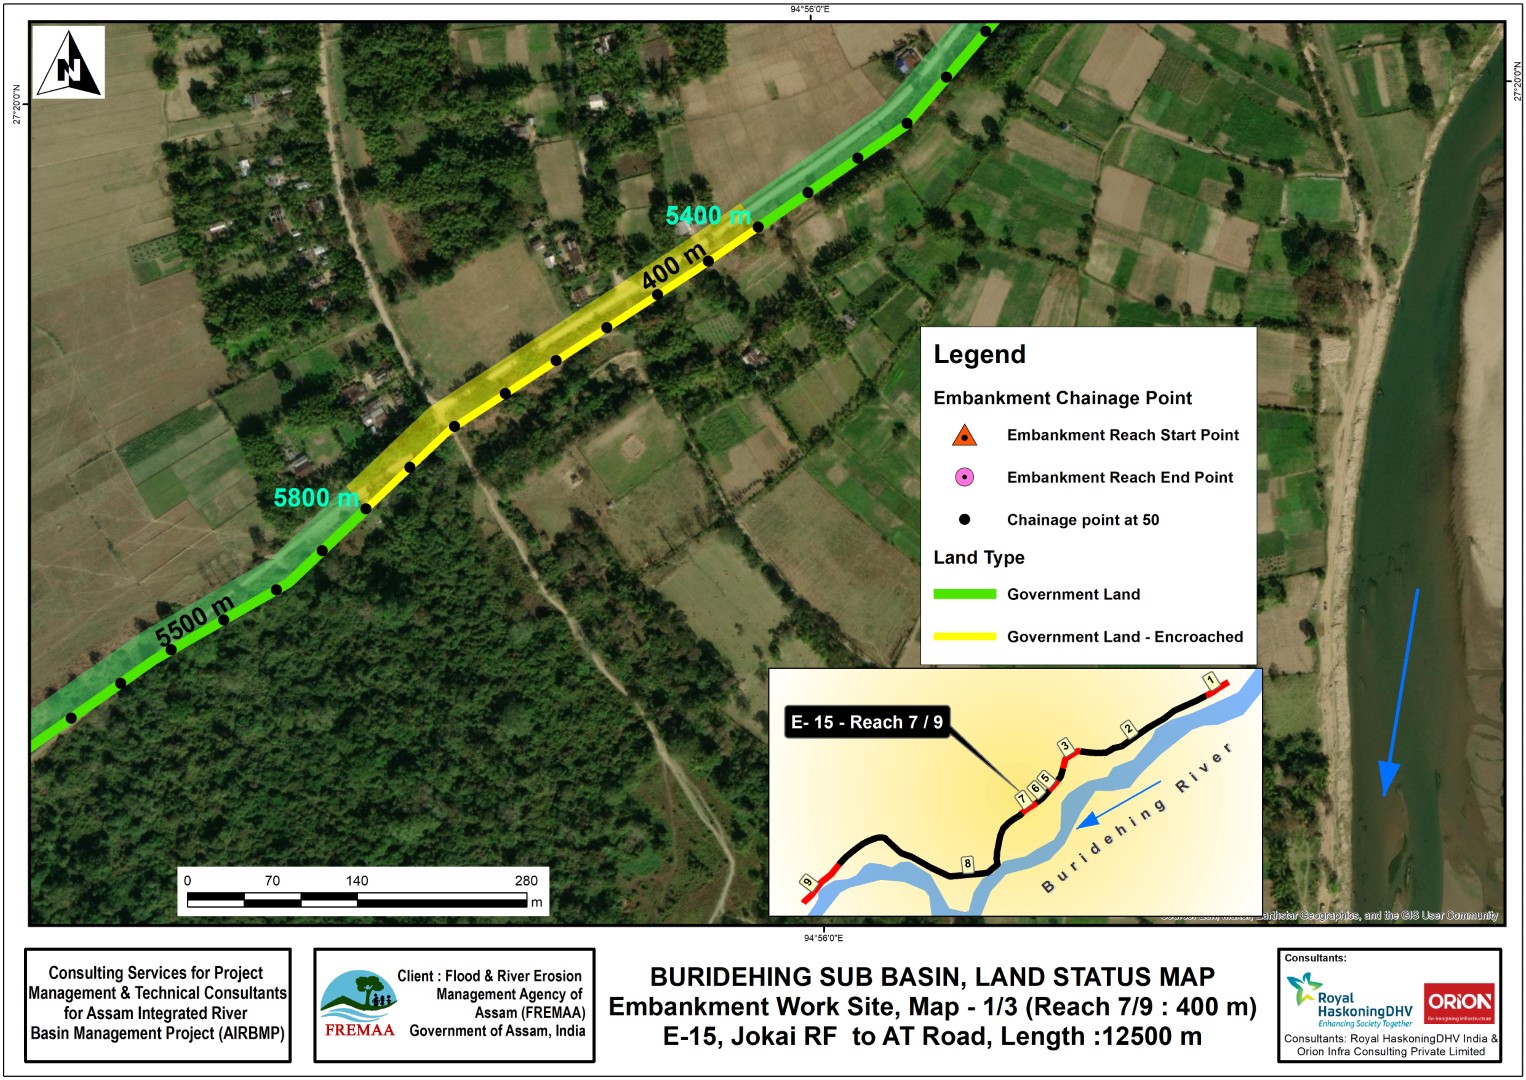 94°56'0"E
27°20'0"N
27°20'0"N
N
5400 m
400 m
5800 m
5500 m
Legend
Embankment Chainage Point
Embankment Reach Start Point
Embankment Reach End Point
Chainage point at 50
Land Type
Government Land
Government Land - Encroached
E- 15 - Reach 7 / 9
1
2
3
5
6
7
8
9
Buridehing River
0 70 140 280
m
Earthstar Geographics, and the GIS User Community
94°56'0"E
Consulting Services for Project
Management & Technical Consultants
for Assam Integrated River
Basin Management Project (AIRBMP)
FREMAA
Client : Flood & River Erosion
Management Agency of
Assam (FREMAA)
Government of Assam, India
BURIDEHING SUB BASIN, LAND STATUS MAP
Embankment Work Site, Map - 1/3 (Reach 7/9 : 400 m)
E-15, Jokai RF to AT Road, Length :12500 m
Consultants:
Royal
HaskoningDHV
Enhancing Society Together
ORION
Re-imagining infrastructure
Consultants: Royal HaskoningDHV India &
Orion Infra Consulting Private Limited